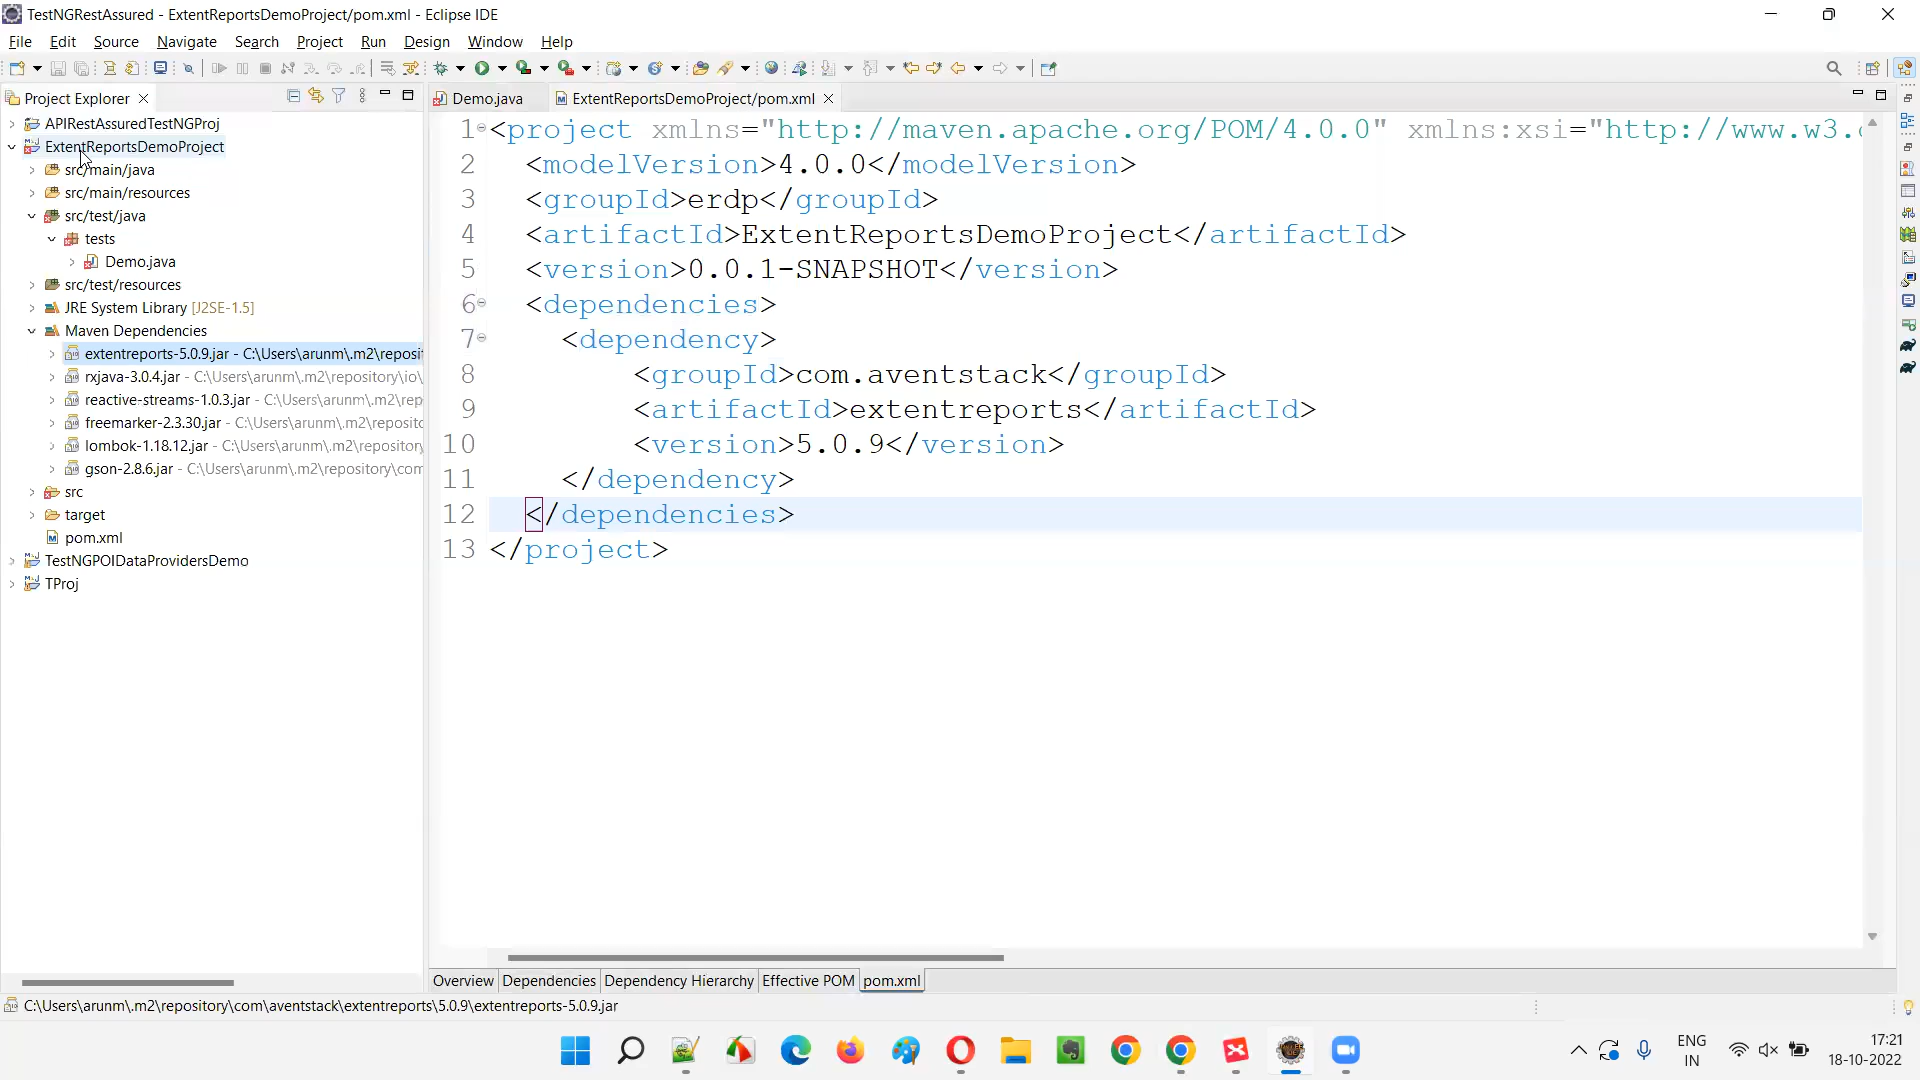 TestNGRestAssured - ExtentReportsDemoProject/pom.xml - Eclipse IDE
File Edit Source Navigate Search Project Run Design Window Help
Project Explorer
Demo.java
ExtentReportsDemoProject/pom.xml
APIRestAssuredTestNGProj
ExtentReportsDemoProject
src/main/java
src/main/resources
src/test/java
tests
Demo.java
src/test/resources
JRE System Library [J2SE-1.5]
Maven Dependencies
extentreports-5.0.9.jar - C:\Users\arunm\.m2\reposit
rxjava-3.0.4.jar - C:\Users\arunm\.m2\repository\io\
reactive-streams-1.0.3.jar - C:\Users\arunm\.m2\rep
freemarker-2.3.30.jar - C:\Users\arunm\.m2\reposito
lombok-1.18.12.jar - C:\Users\arunm\.m2\repository
gson-2.8.6.jar - C:\Users\arunm\.m2\repository\com
src
target
pom.xml
TestNGPOIDataProvidersDemo
TProj
1 <project xmlns="http://maven.apache.org/POM/4.0.0" xmlns:xsi="http://www.w3.
2 <modelVersion>4.0.0</modelVersion>
3 <groupId>erdp</groupId>
4 <artifactId>ExtentReportsDemoProject</artifactId>
5 <version>0.0.1-SNAPSHOT</version>
6 <dependencies>
7 <dependency>
8 <groupId>com.aventstack</groupId>
9 <artifactId>extentreports</artifactId>
10 <version>5.0.9</version>
11 </dependency>
12 </dependencies>
13 </project>
Overview Dependencies Dependency Hierarchy Effective POM pom.xml
C:\Users\arunm\.m2\repository\com\aventstack\extentreports\5.0.9\extentreports-5.0.9.jar
ENG
IN
17:21
18-10-2022